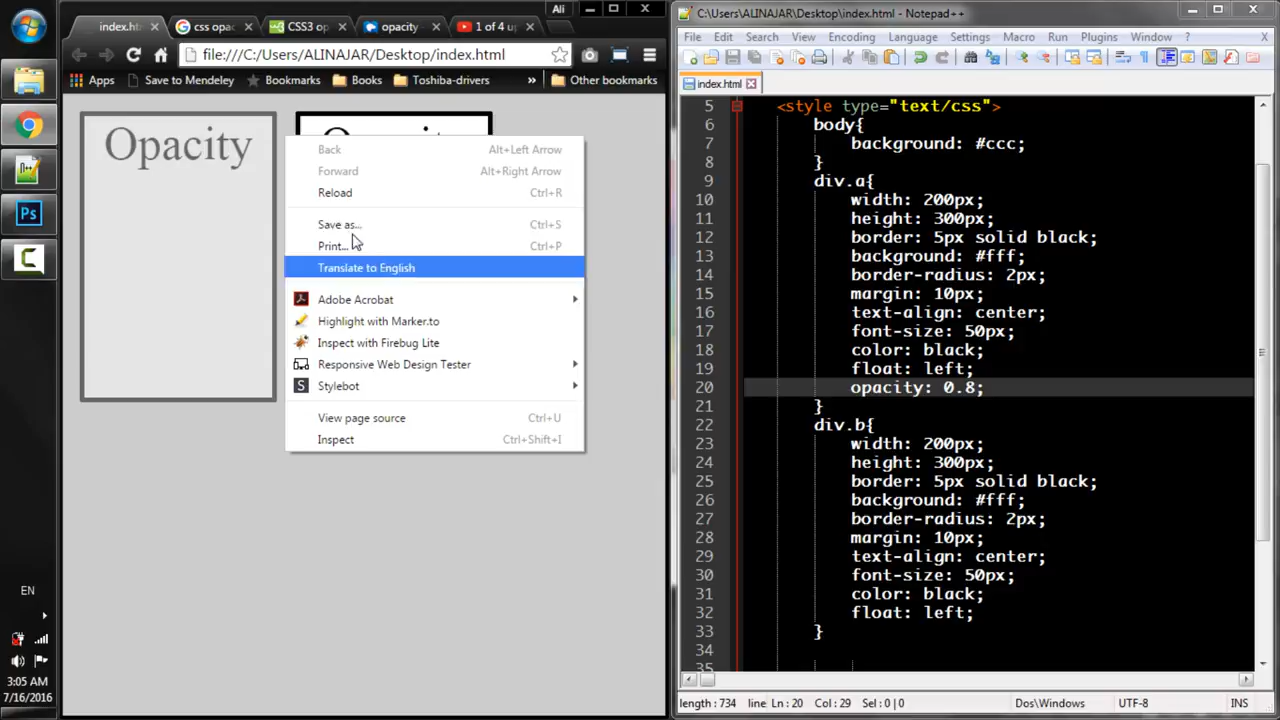 index.html
css opac
CSS3 op
opacity
1 of 4 u
Ali
file:///C:/Users/ALINAJAR/Desktop/index.html
Apps
Save to Mendeley
Bookmarks
Books
Toshiba-drivers
»
Other bookmarks
Opacity
Back Alt+Left Arrow
Forward Alt+Right Arrow
Reload Ctrl+R
Save as... Ctrl+S
Print... Ctrl+P
Translate to English
Adobe Acrobat
Highlight with Marker.to
Inspect with Firebug Lite
Responsive Web Design Tester
Stylebot
View page source Ctrl+U
Inspect Ctrl+Shift+I
Ps
EN
3:05 AM
7/16/2016
C:\Users\ALINAJAR\Desktop\index.html - Notepad++
File Edit Search View Encoding Language Settings Macro Run Plugins Window ? X
index.html
5 <style type="text/css">
6 body{
7 background: #ccc;
8 }
9 div.a{
10 width: 200px;
11 height: 300px;
12 border: 5px solid black;
13 background: #fff;
14 border-radius: 2px;
15 margin: 10px;
16 text-align: center;
17 font-size: 50px;
18 color: black;
19 float: left;
20 opacity: 0.8;
21 }
22 div.b{
23 width: 200px;
24 height: 300px;
25 border: 5px solid black;
26 background: #fff;
27 border-radius: 2px;
28 margin: 10px;
29 text-align: center;
30 font-size: 50px;
31 color: black;
32 float: left;
33 }
34
35
length : 734 line Ln : 20 Col : 29 Sel : 0 | 0 Dos\Windows UTF-8 INS